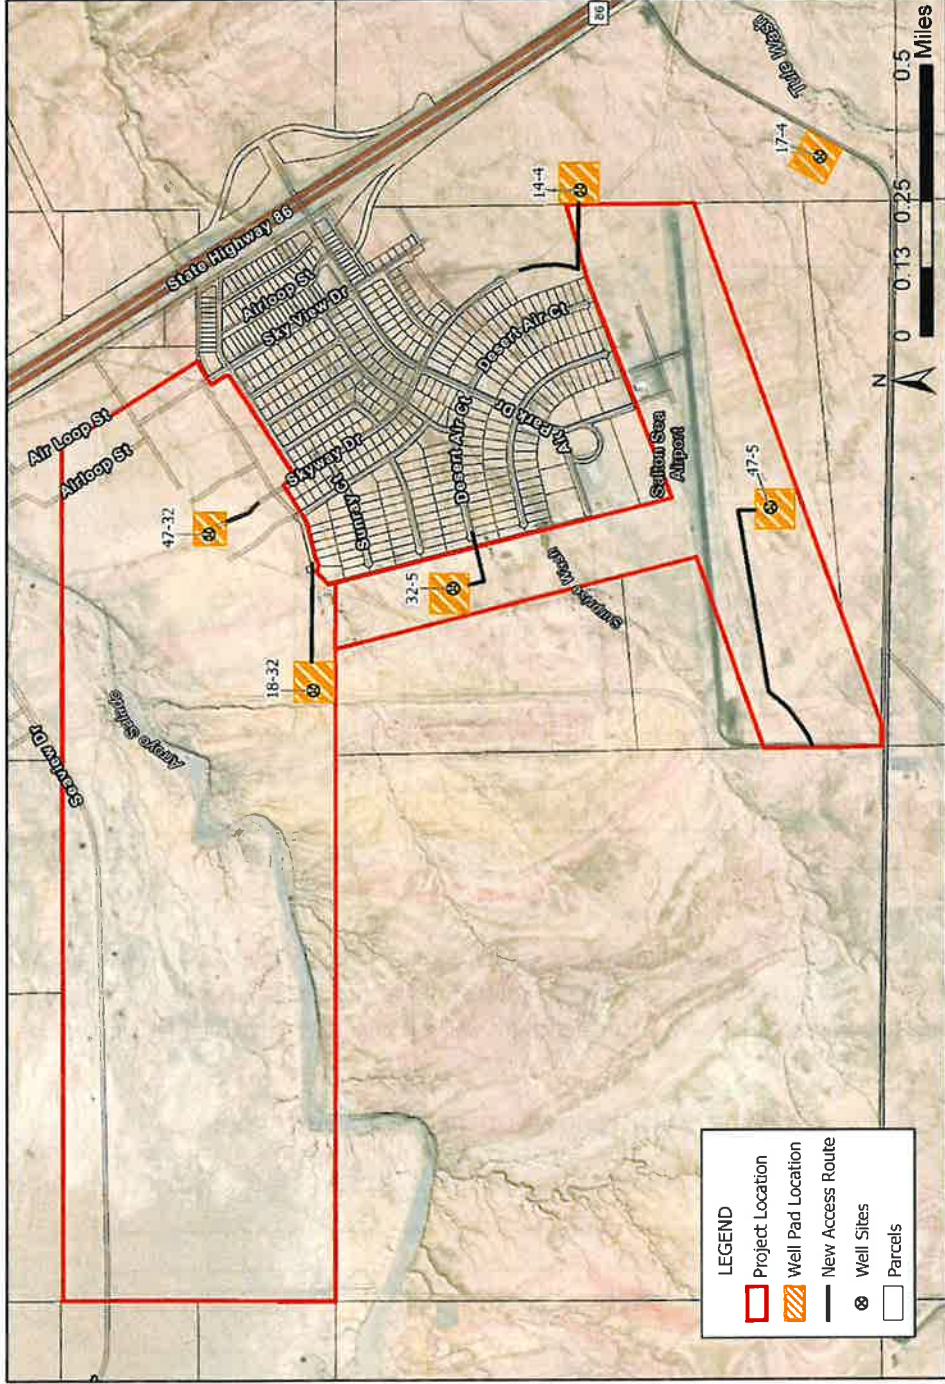 86
Tule Wash
State Highway 86
17-4
14-4
Airloop St
Sky View Dr
Desert Air Ct
Air Loop St
Airloop St
Skyway Dr
Desert Air Ct
Air Park Dr
Sunray Ct
Salton Sea
Airport
47-32
47-5
32-5
Surprise Wash
18-32
Arroyo Salada
Seaview Dr
N
0 0.13 0.25 0.5
Miles
LEGEND
Project Location
Well Pad Location
New Access Route
Well Sites
Parcels